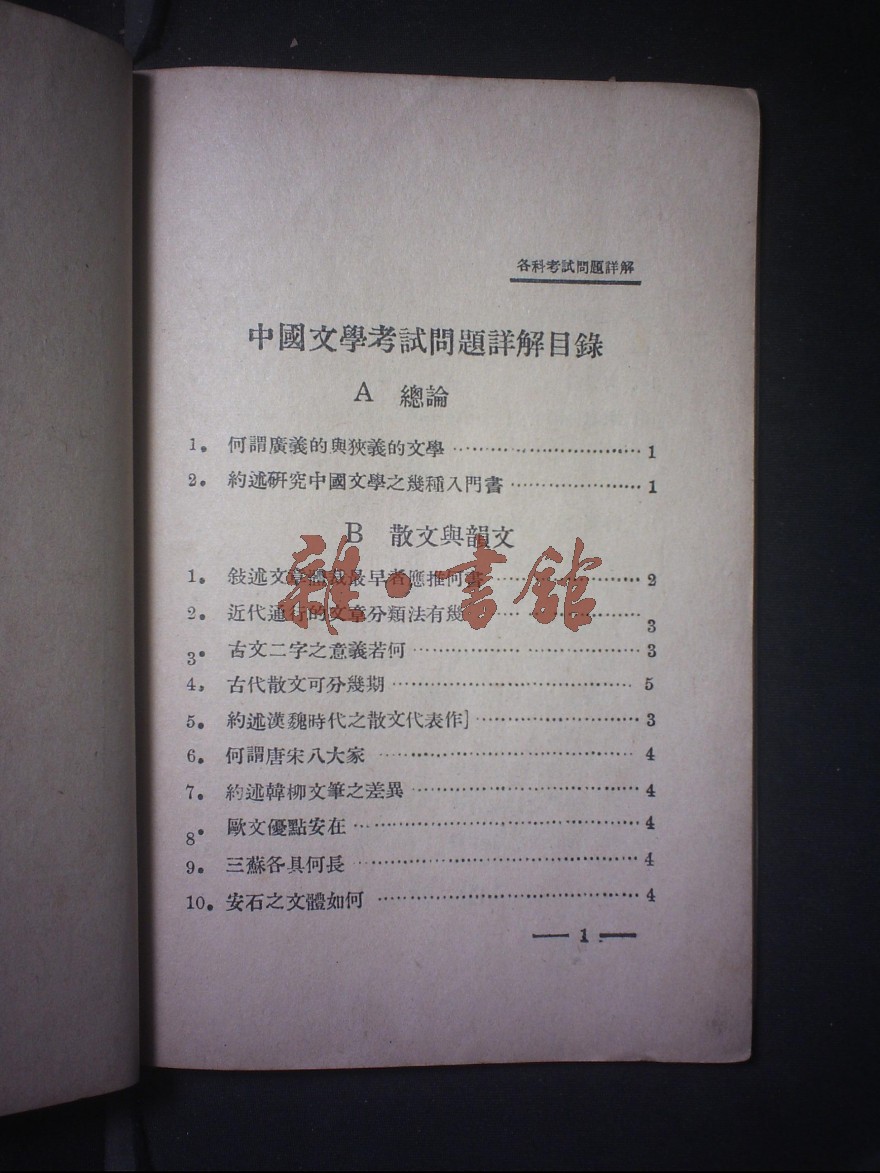 各科考試問題詳解
中國文學考試問題詳解目錄
A 總論
1. 何謂廣義的與狹義的文學 ………………………… 1
2. 約述研究中國文學之幾種入門書 ………………… 1
B 散文與韻文
1. 敍述文章體裁最早者應推何書 ………………… 2
2. 近代通行的文章分類法有幾 ………………… 3
3. 古文二字之意義若何 ………………………… 3
4, 古代散文可分幾期 ………………………… 5
5. 約述漢魏時代之散文代表作] ………………… 3
6. 何謂唐宋八大家 ………………………… 4
7. 約述韓柳文筆之差異 ………………………… 4
8. 歐文優點安在 ………………………… 4
9. 三蘇各具何長 ………………………… 4
10. 安石之文體如何 ………………………… 4
— 1 —
雜·書館